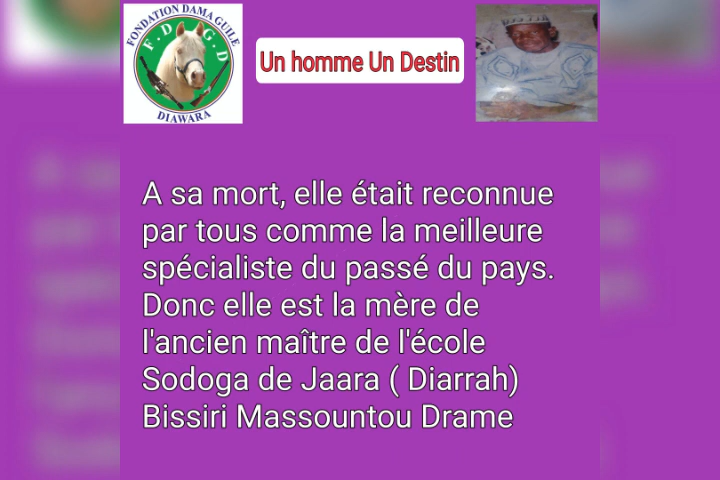 FONDATION DAMA GUILE
F. D. G. D
DIAWARA
Un homme Un Destin
A sa mort, elle était reconnue
par tous comme la meilleure
spécialiste du passé du pays.
Donc elle est la mère de
l'ancien maître de l'école
Sodoga de Jaara ( Diarrah)
Bissiri Massountou Drame